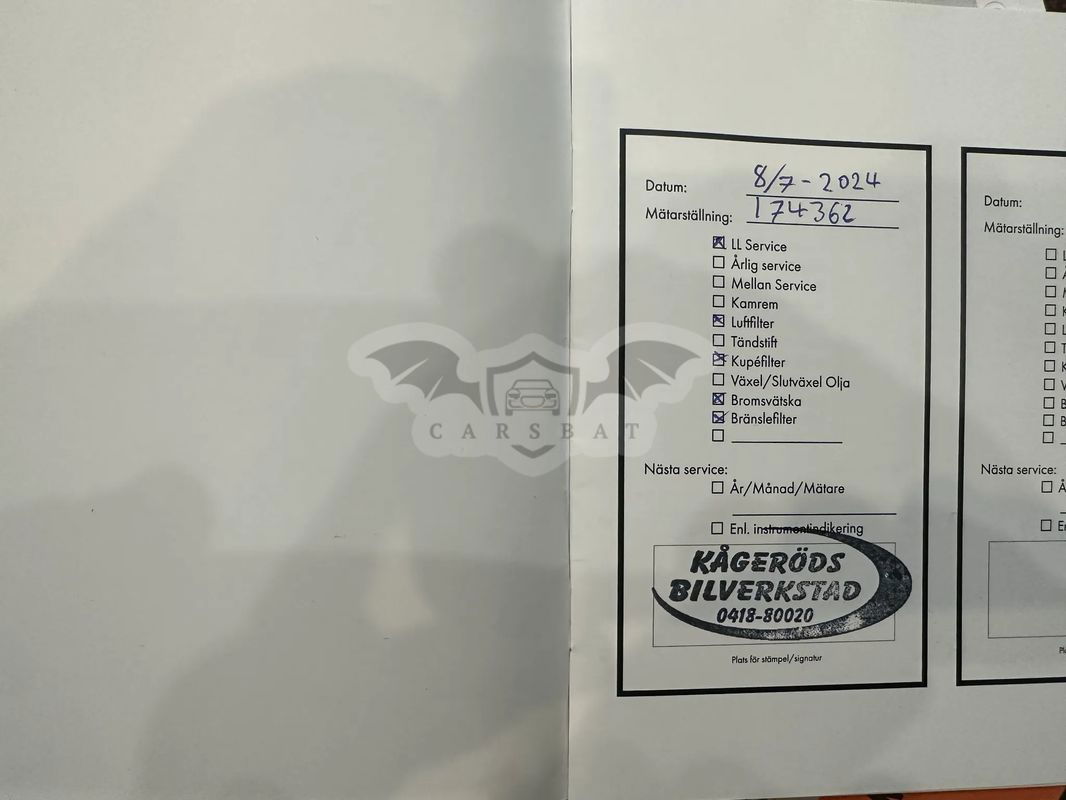 Datum: 8/7-2024
Mätarställning: 174362
LL Service
Årlig service
Mellan Service
Kamrem
Luftfilter
Tändstift
Kupéfilter
Växel/Slutväxel Olja
Bromsvätska
Bränslefilter
Nästa service:
År/Månad/Mätare
Enl. instrumentindikering
KÅGERÖDS
BILVERKSTAD
0418-80020
Plats för stämpel/signatur
Datum:
Mätarställning:
Nästa service:
CARSBAT